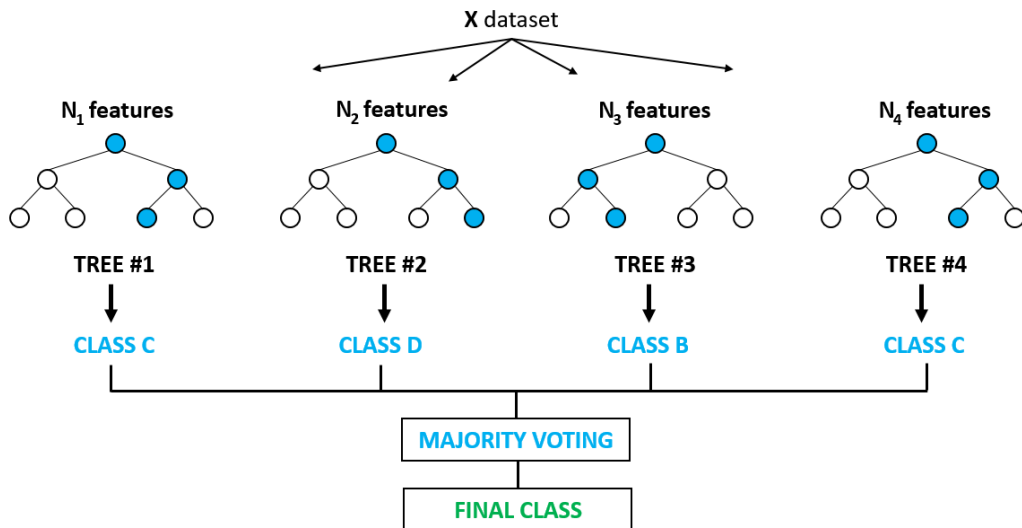 X dataset
N₁ features N₂ features N₃ features N₄ features
TREE #1 TREE #2 TREE #3 TREE #4
CLASS C CLASS D CLASS B CLASS C
MAJORITY VOTING
FINAL CLASS